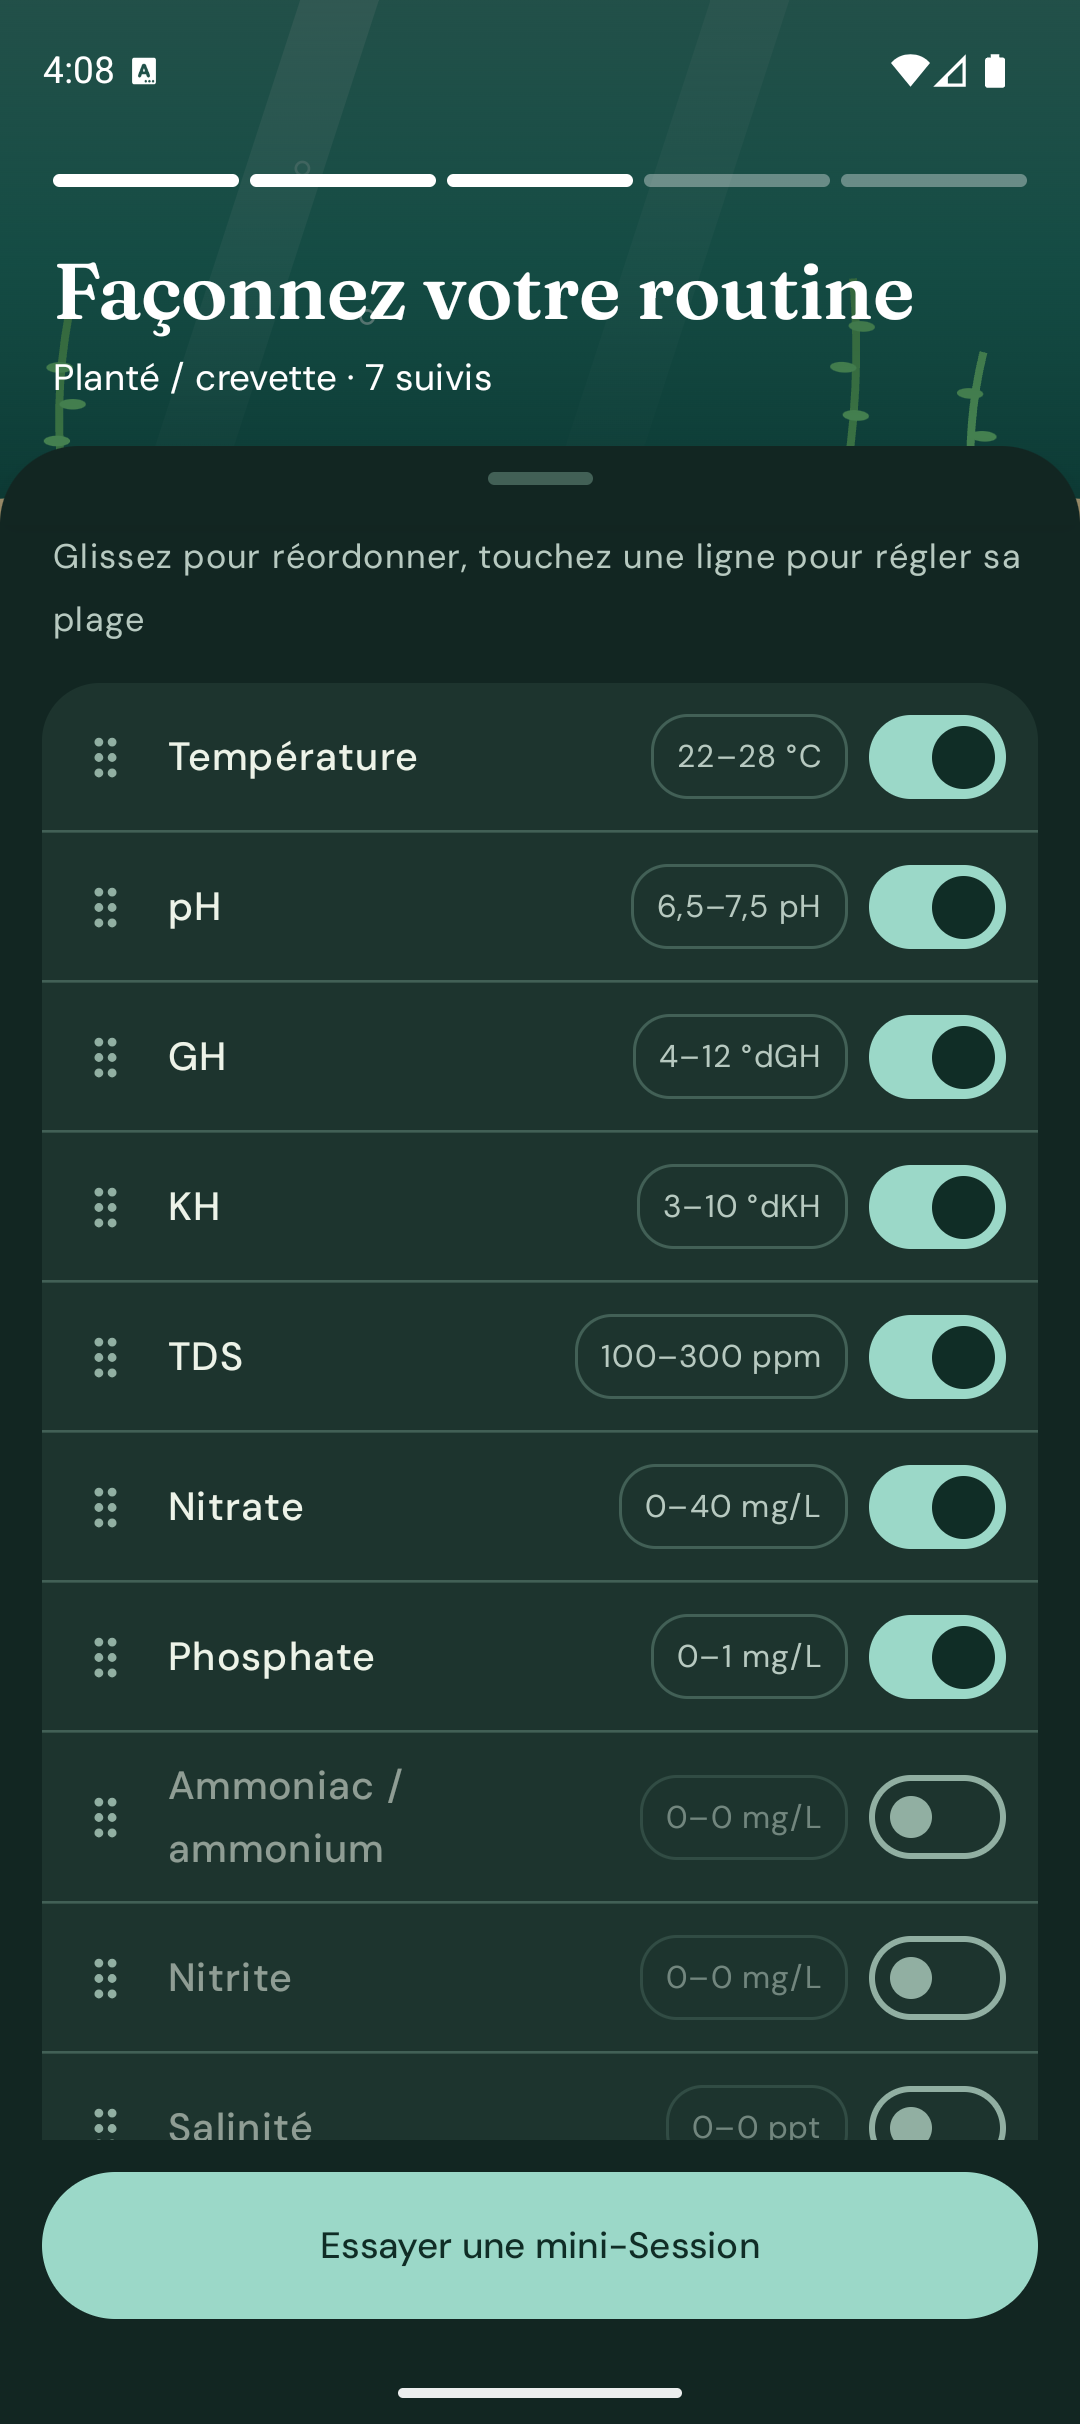 4:08
Façonnez votre routine
Planté / crevette · 7 suivis
Glissez pour réordonner, touchez une ligne pour régler sa
plage
Température 22–28 °C
pH 6,5–7,5 pH
GH 4–12 °dGH
KH 3–10 °dKH
TDS 100–300 ppm
Nitrate 0–40 mg/L
Phosphate 0–1 mg/L
Ammoniac /
ammonium 0–0 mg/L
Nitrite 0–0 mg/L
Salinité 0–0 ppt
Essayer une mini-Session